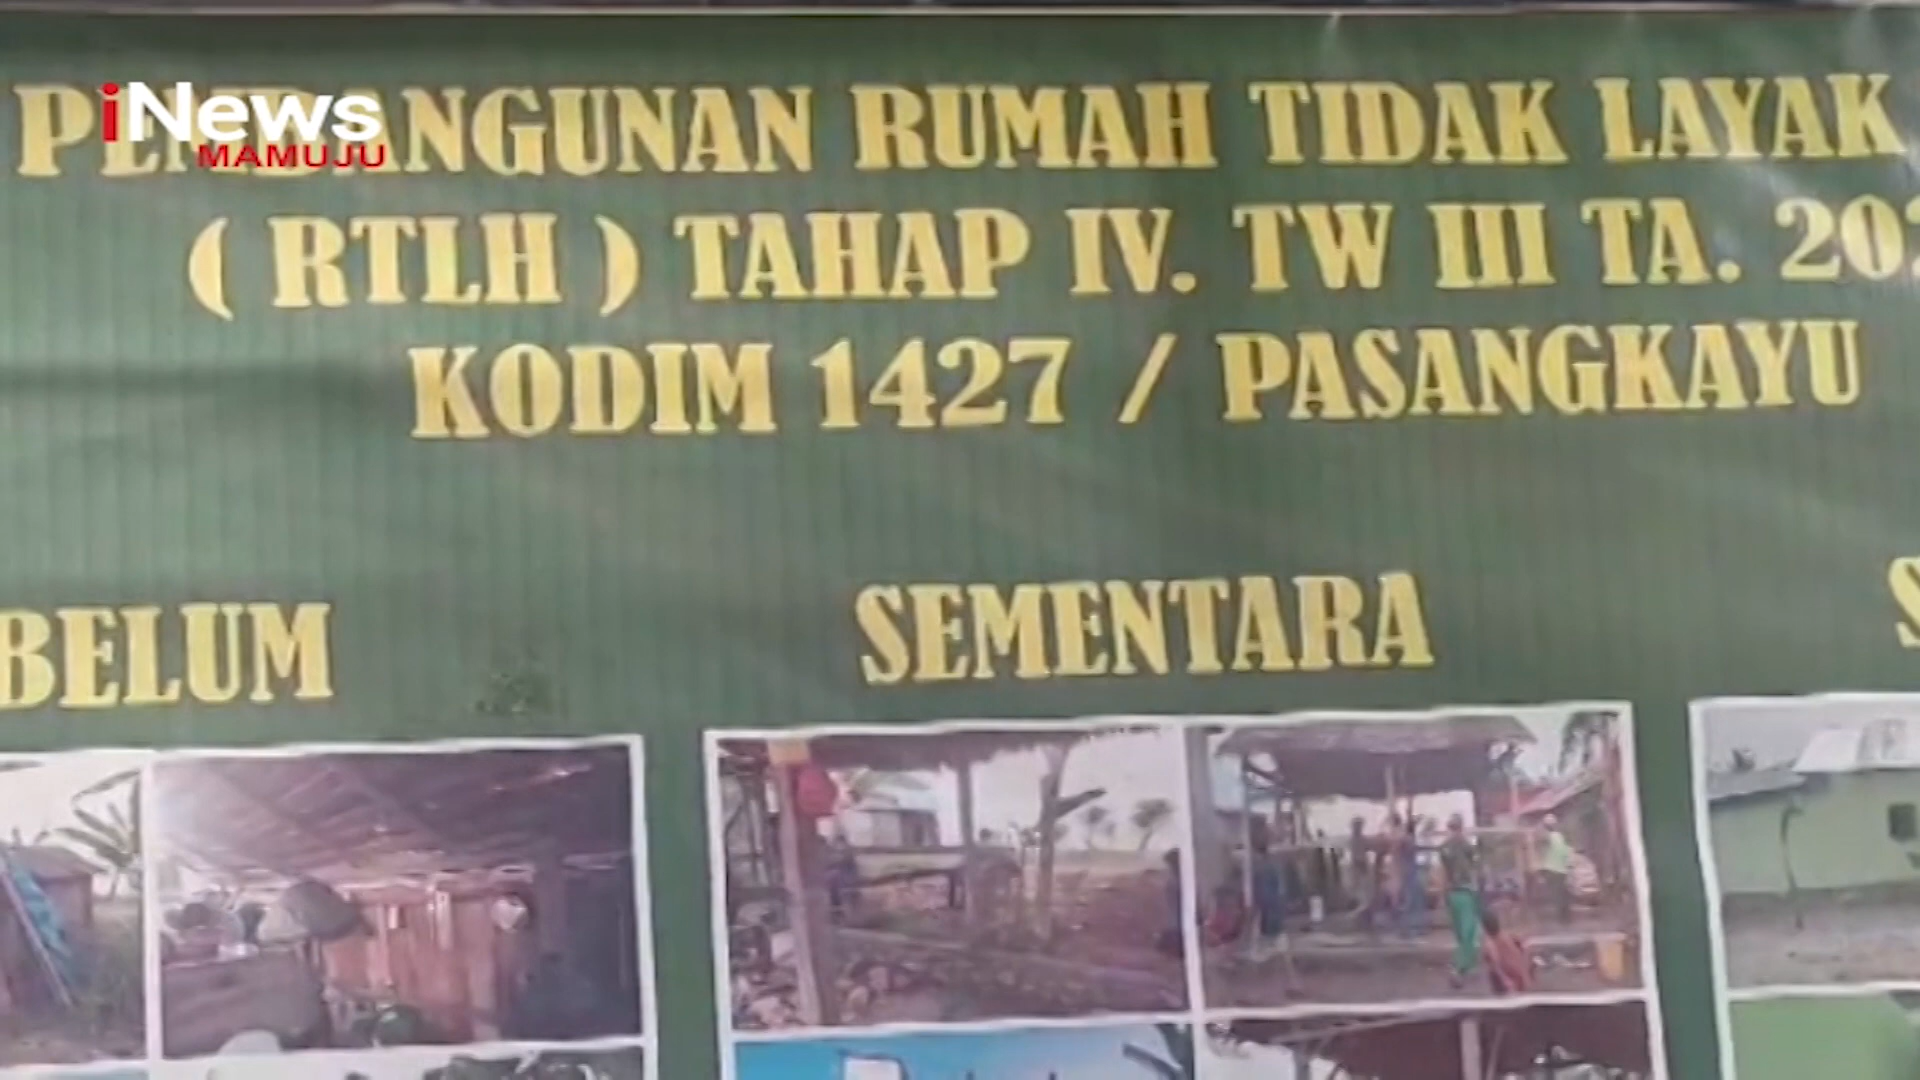 iNews
MAMUJU
PEMBANGUNAN RUMAH TIDAK LAYAK
( RTLH ) TAHAP IV. TW III TA.
KODIM 1427 / PASANGKAYU
BELUM
SEMENTARA